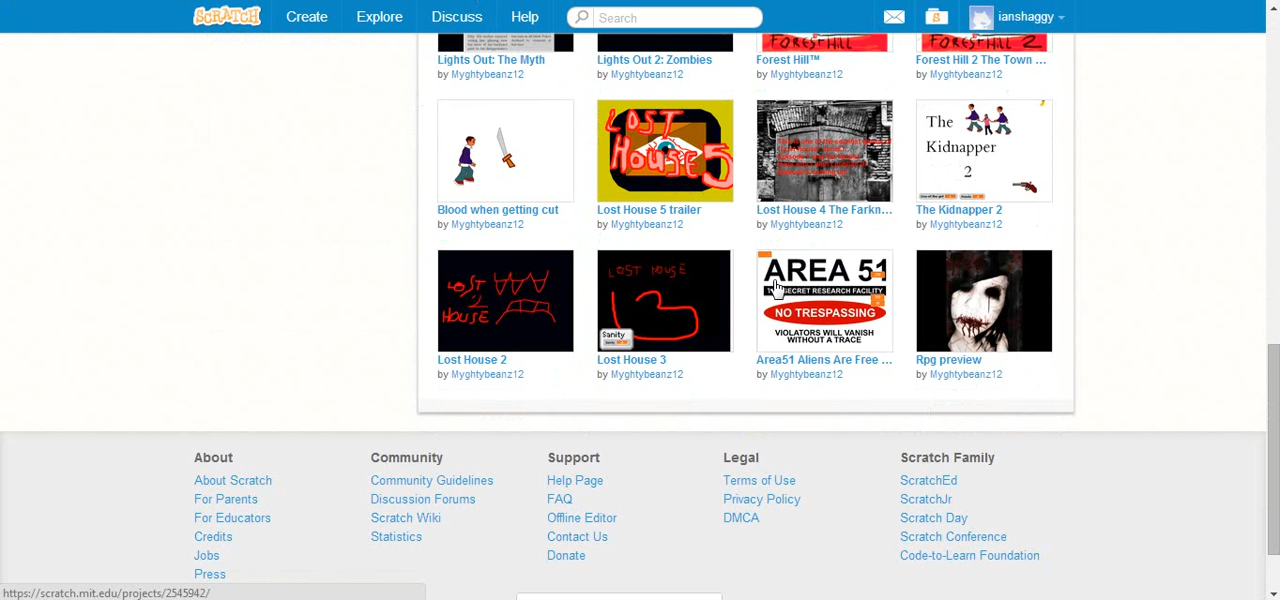 SCRATCH Create Explore Discuss Help Search ianshaggy
Lights Out: The Myth Lights Out 2: Zombies Forest Hill™ Forest Hill 2 The Town ...
by Myghtybeanz12 by Myghtybeanz12 by Myghtybeanz12 by Myghtybeanz12
LOST
HOUSE 5
The
Kidnapper
2
Blood when getting cut Lost House 5 trailer Lost House 4 The Farkn... The Kidnapper 2
by Myghtybeanz12 by Myghtybeanz12 by Myghtybeanz12 by Myghtybeanz12
LOST
2
HOUSE
LOST HOUSE
13
Sanity
AREA 51
SECRET RESEARCH FACILITY
NO TRESPASSING
VIOLATORS WILL VANISH
WITHOUT A TRACE
Lost House 2 Lost House 3 Area51 Aliens Are Free ... Rpg preview
by Myghtybeanz12 by Myghtybeanz12 by Myghtybeanz12 by Myghtybeanz12
About Community Support Legal Scratch Family
About Scratch Community Guidelines Help Page Terms of Use ScratchEd
For Parents Discussion Forums FAQ Privacy Policy ScratchJr
For Educators Scratch Wiki Offline Editor DMCA Scratch Day
Credits Statistics Contact Us Scratch Conference
Jobs Donate Code-to-Learn Foundation
Press
https://scratch.mit.edu/projects/2545942/